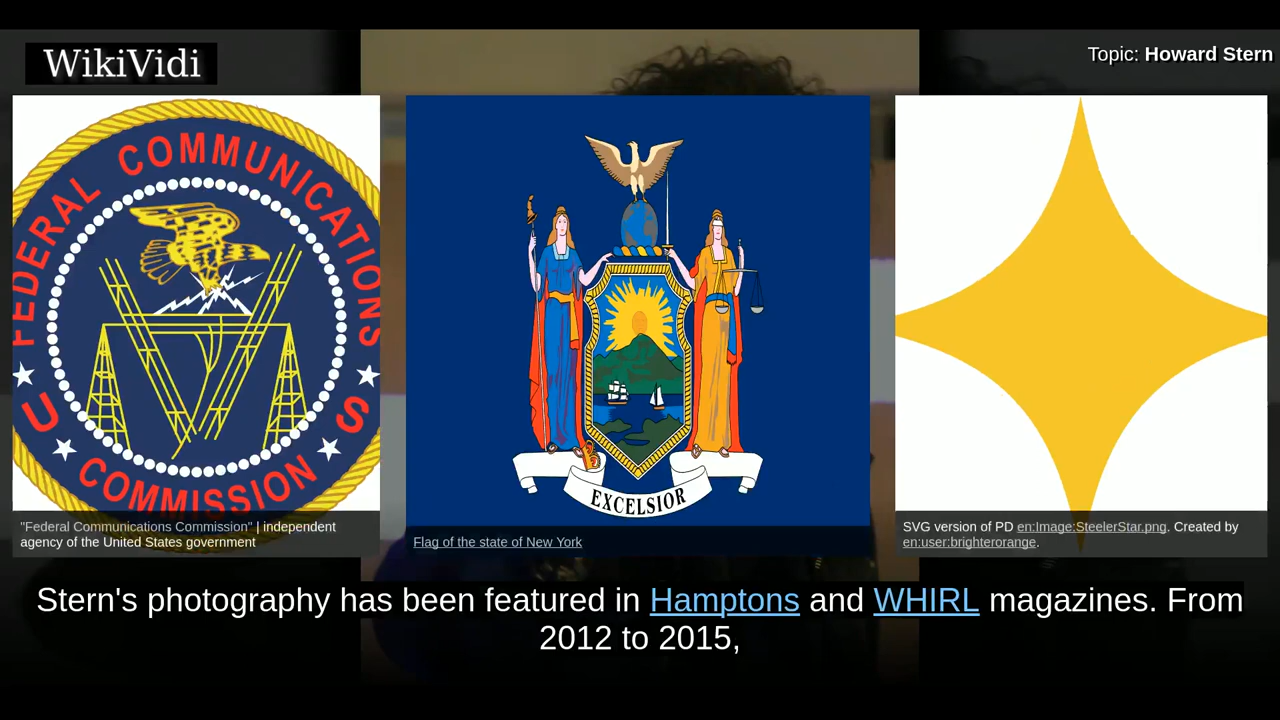 WikiVidi
Topic: Howard Stern
FEDERAL COMMUNICATIONS
U S
COMMISSION
EXCELSIOR
"Federal Communications Commission" | independent
agency of the United States government
Flag of the state of New York
SVG version of PD en:Image:SteelerStar.png. Created by
en:user:brighterorange.
Stern's photography has been featured in Hamptons and WHIRL magazines. From
2012 to 2015,